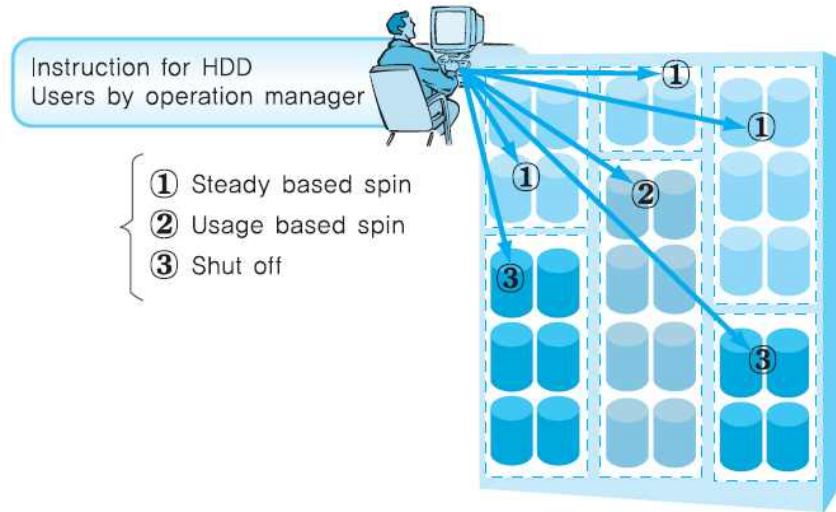 Instruction for HDD
Users by operation manager
① Steady based spin
② Usage based spin
③ Shut off
①
①
①
②
③
③